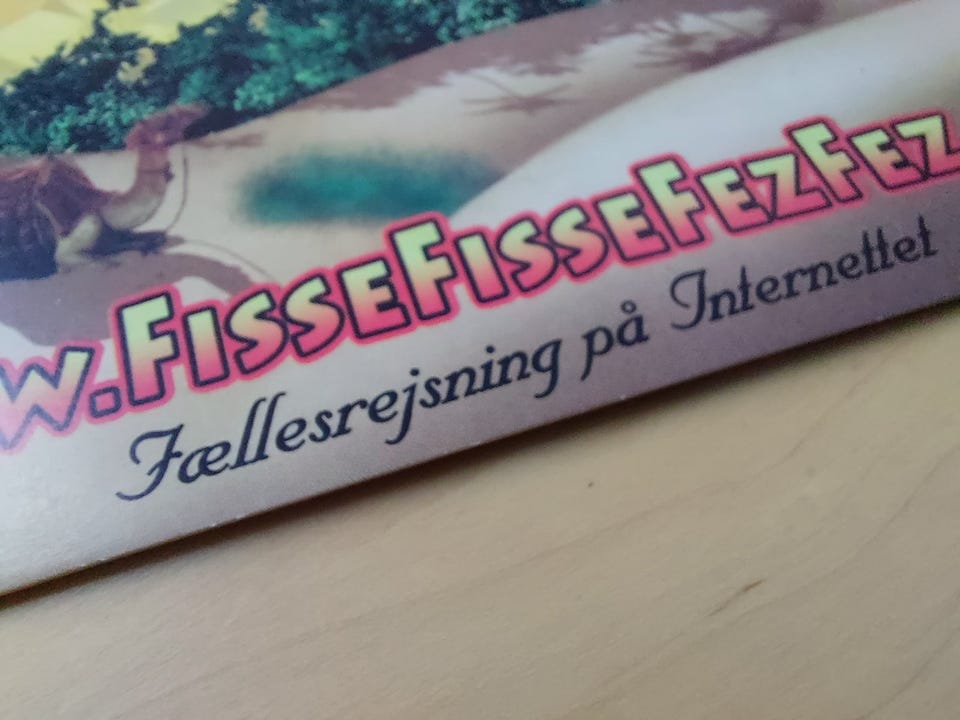 w.FisseFisseFezFez
Fællesrejsning på Internettet